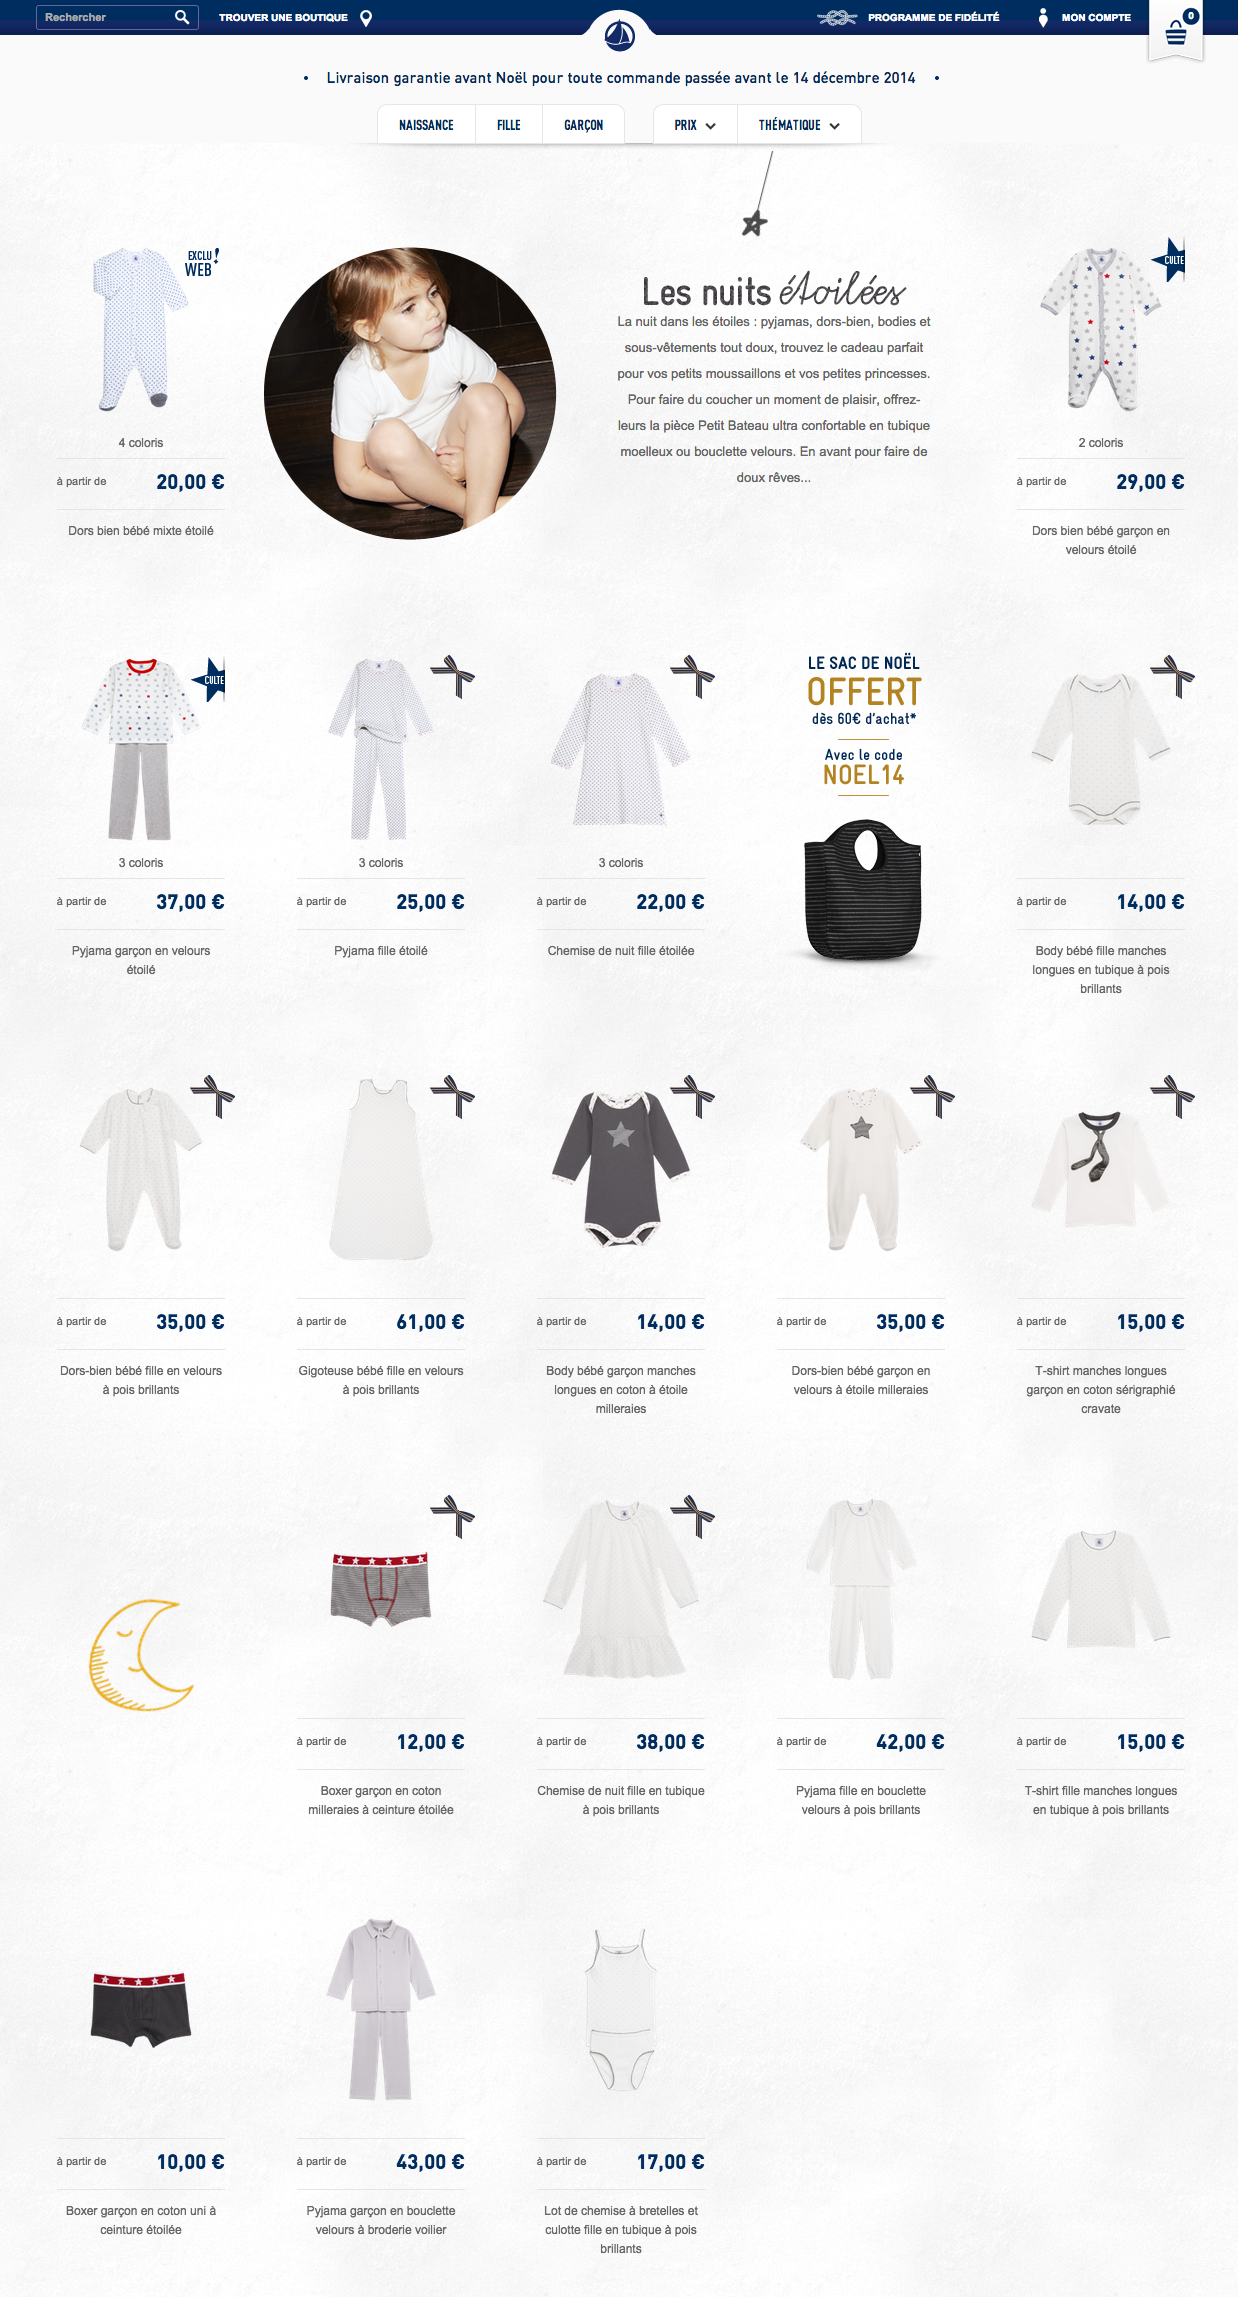 Rechercher
TROUVER UNE BOUTIQUE
PROGRAMME DE FIDÉLITÉ
MON COMPTE
0
• Livraison garantie avant Noël pour toute commande passée avant le 14 décembre 2014 •
NAISSANCE
FILLE
GARÇON
PRIX
THÉMATIQUE
EXCLU
WEB !
4 coloris
à partir de 20,00 €
Dors bien bébé mixte étoilé
Les nuits étoilées
La nuit dans les étoiles : pyjamas, dors-bien, bodies et
sous-vêtements tout doux, trouvez le cadeau parfait
pour vos petits moussaillons et vos petites princesses.
Pour faire du coucher un moment de plaisir, offrez-
leurs la pièce Petit Bateau ultra confortable en tubique
moelleux ou bouclette velours. En avant pour faire de
doux rêves...
CULTE
2 coloris
à partir de 29,00 €
Dors bien bébé garçon en
velours étoilé
CULTE
3 coloris
à partir de 37,00 €
Pyjama garçon en velours
étoilé
3 coloris
à partir de 25,00 €
Pyjama fille étoilé
3 coloris
à partir de 22,00 €
Chemise de nuit fille étoilée
LE SAC DE NOËL
OFFERT
dès 60€ d'achat*
Avec le code
NOEL14
à partir de 14,00 €
Body bébé fille manches
longues en tubique à pois
brillants
à partir de 35,00 €
Dors-bien bébé fille en velours
à pois brillants
à partir de 61,00 €
Gigoteuse bébé fille en velours
à pois brillants
à partir de 14,00 €
Body bébé garçon manches
longues en coton à étoile
milleraies
à partir de 35,00 €
Dors-bien bébé garçon en
velours à étoile milleraies
à partir de 15,00 €
T-shirt manches longues
garçon en coton sérigraphié
cravate
à partir de 12,00 €
Boxer garçon en coton
milleraies à ceinture étoilée
à partir de 38,00 €
Chemise de nuit fille en tubique
à pois brillants
à partir de 42,00 €
Pyjama fille en bouclette
velours à pois brillants
à partir de 15,00 €
T-shirt fille manches longues
en tubique à pois brillants
à partir de 10,00 €
Boxer garçon en coton uni à
ceinture étoilée
à partir de 43,00 €
Pyjama garçon en bouclette
velours à broderie voilier
à partir de 17,00 €
Lot de chemise à bretelles et
culotte fille en tubique à pois
brillants